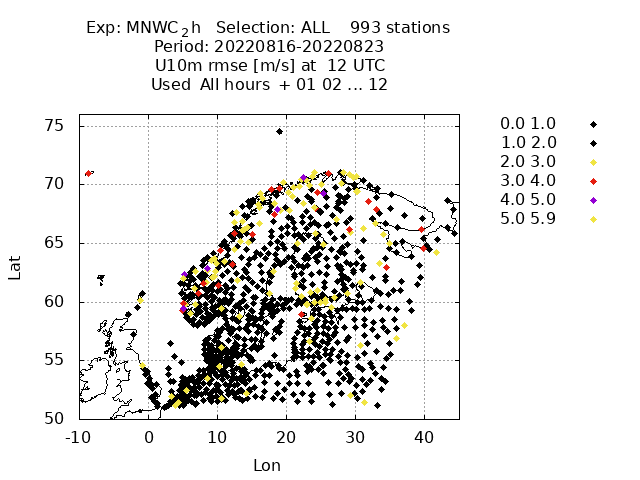 Exp: MNWC2h Selection: ALL 993 stations
Period: 20220816-20220823
U10m rmse [m/s] at 12 UTC
Used All hours + 01 02 ... 12
75
70
65
60
55
50
-10 0 10 20 30 40
Lat
Lon
0.0 1.0
1.0 2.0
2.0 3.0
3.0 4.0
4.0 5.0
5.0 5.9